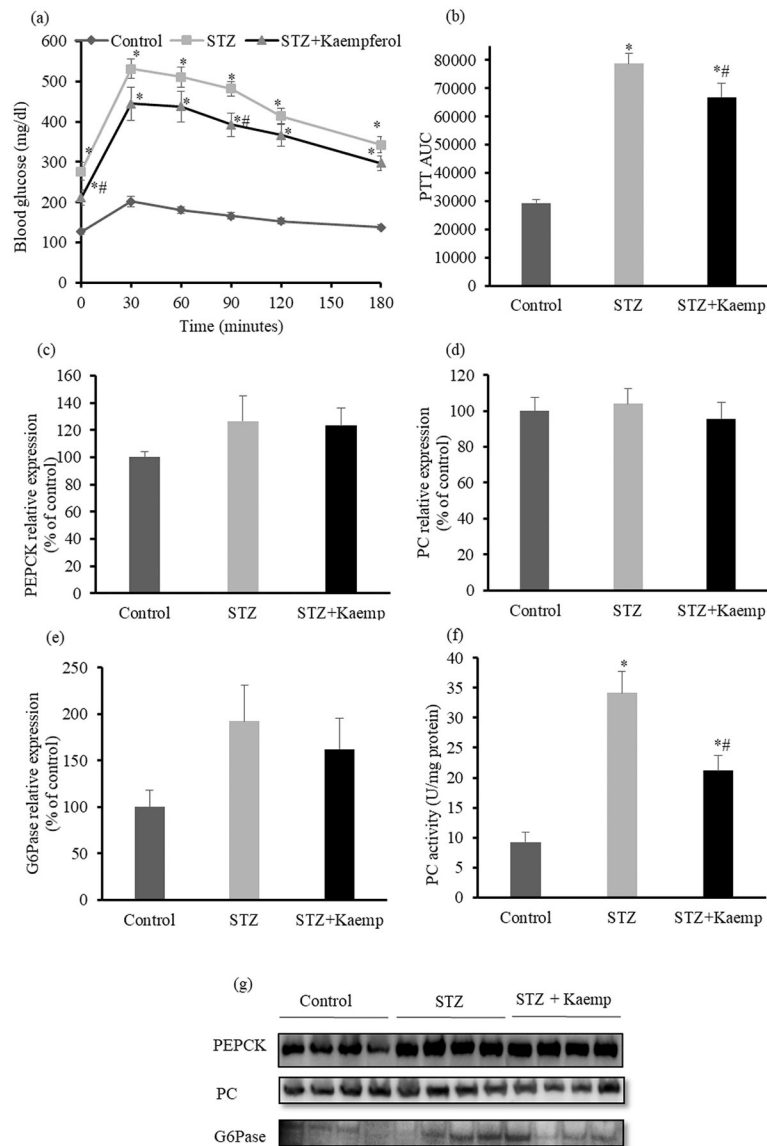 (a)
Control STZ STZ+Kaempferol
600
500
400
300
200
100
0
Blood glucose (mg/dl)
* * * * * *
* * *# * *
*#
0 30 60 90 120 180
Time (minutes)
(b)
80000
70000
60000
50000
40000
30000
20000
10000
0
PTT AUC
*
*#
Control STZ STZ+Kaemp
(c)
160
140
120
100
80
60
40
20
0
PEPCK relative expression
(% of control)
Control STZ STZ+Kaemp
(d)
120
100
80
60
40
20
0
PC relative expression
(% of control)
Control STZ STZ+Kaemp
(e)
250
200
150
100
50
0
G6Pase relative expression
(% of control)
Control STZ STZ+Kaemp
(f)
40
35
30
25
20
15
10
5
0
PC activity (U/mg protein)
*
*#
Control STZ STZ+Kaemp
(g)
Control STZ STZ + Kaemp
PEPCK
PC
G6Pase